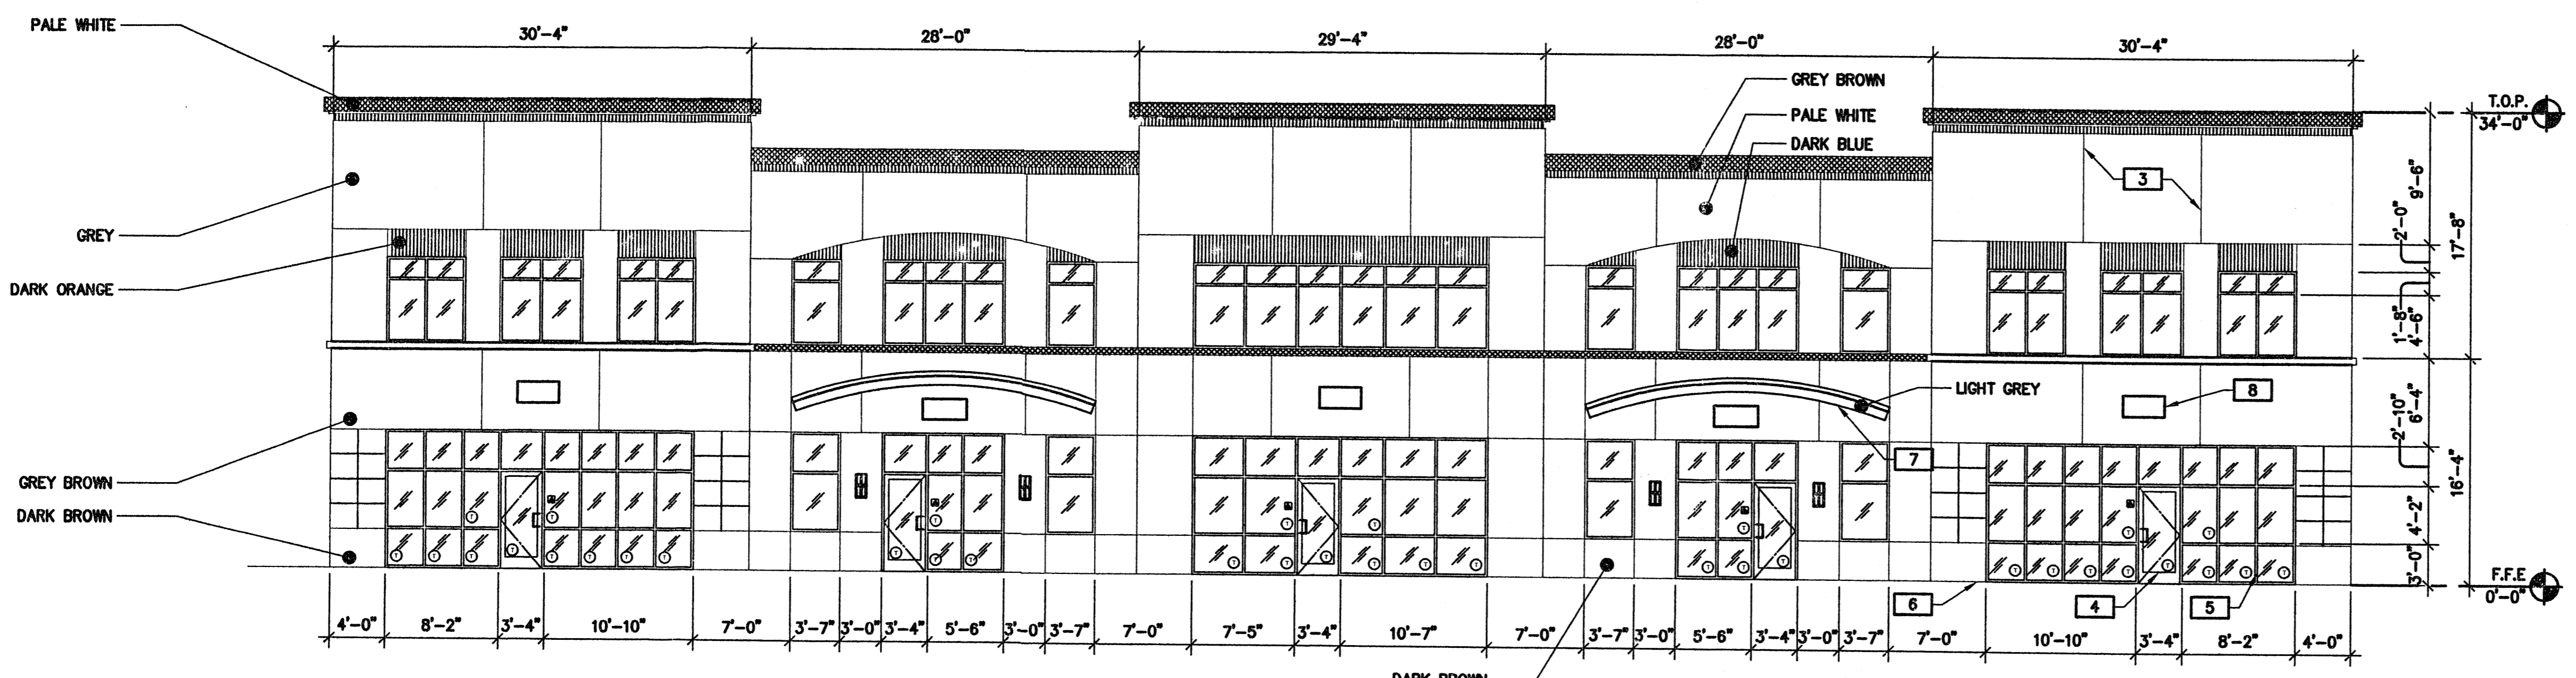 PALE WHITE
30'-4"
28'-0"
29'-4"
28'-0"
30'-4"
GREY BROWN
PALE WHITE
DARK BLUE
T.O.P.
34'-0"
3
9'-6"
2'-0"
17'-8"
1'-8"
4'-6"
GREY
DARK ORANGE
LIGHT GREY
8
7
2'-10"
6'-4"
16'-4"
4'-2"
3'-0"
GREY BROWN
DARK BROWN
T T T T T T T T T T
T T T T
T T T T T T T
T T T T
T T T T T T T T T T
6
4
5
F.F.E
0'-0"
4'-0" 8'-2" 3'-4" 10'-10" 7'-0" 3'-7" 3'-0" 3'-4" 5'-6" 3'-0" 3'-7" 7'-0" 7'-5" 3'-4" 10'-7" 7'-0" 3'-7" 3'-0" 5'-6" 3'-4" 3'-0" 3'-7" 7'-0" 10'-10" 3'-4" 8'-2" 4'-0"
DARK BROWN